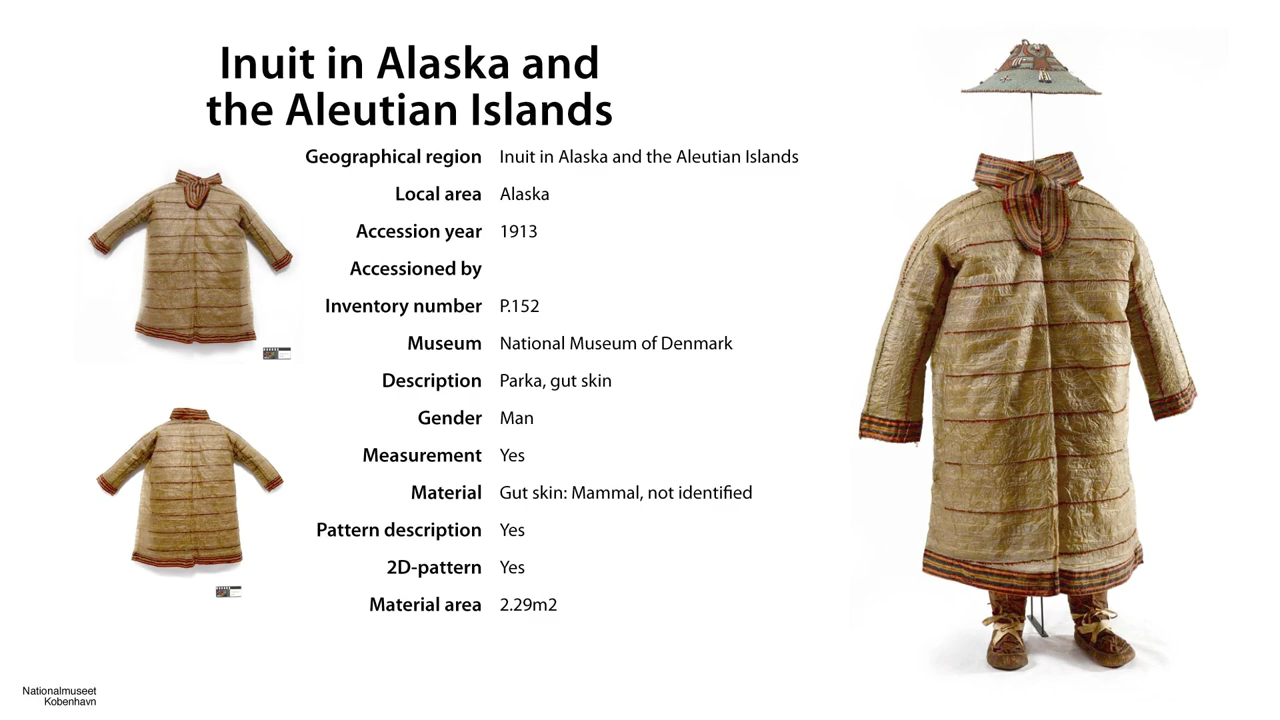 Inuit in Alaska and
the Aleutian Islands
Geographical region Inuit in Alaska and the Aleutian Islands
Local area Alaska
Accession year 1913
Accessioned by
Inventory number P.152
Museum National Museum of Denmark
Description Parka, gut skin
Gender Man
Measurement Yes
Material Gut skin: Mammal, not identified
Pattern description Yes
2D-pattern Yes
Material area 2.29m2
Nationalmuseet
Kobenhavn